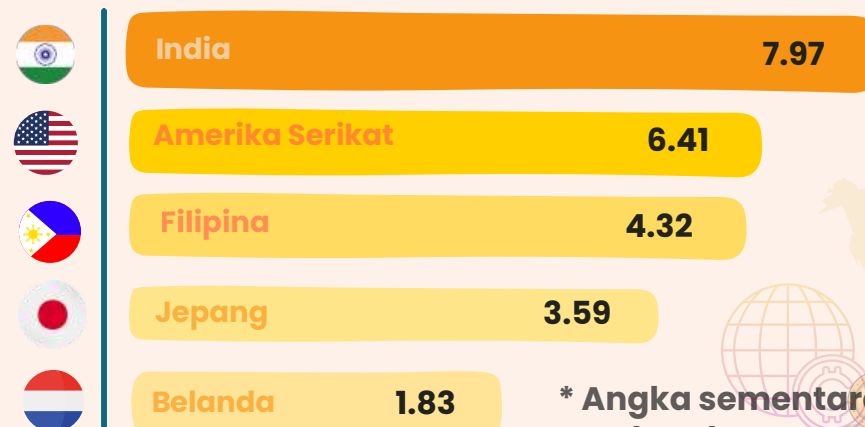 India 7.97
Amerika Serikat 6.41
Filipina 4.32
Jepang 3.59
Belanda 1.83
* Angka sementara